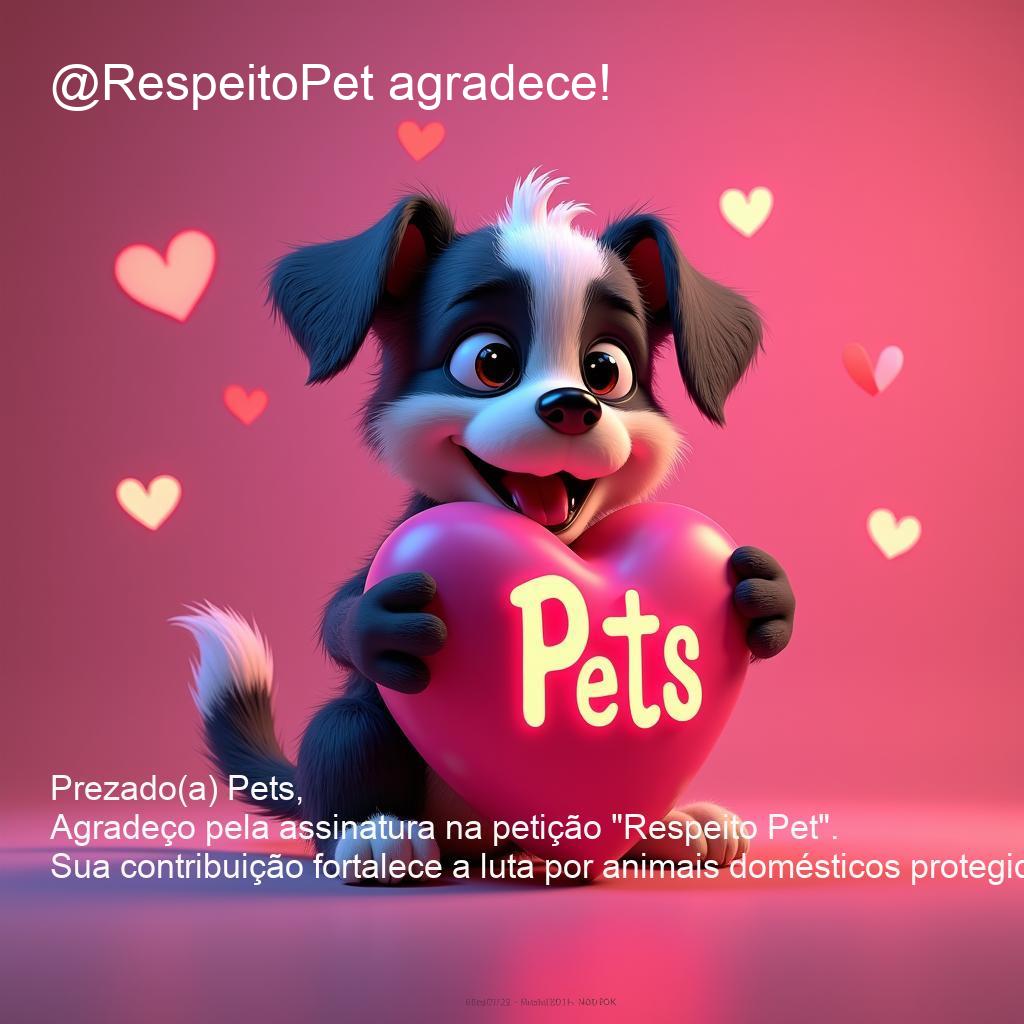 @RespeitoPet agradece!
Pets
Prezado(a) Pets,
Agradeço pela assinatura na petição "Respeito Pet".
Sua contribuição fortalece a luta por animais domésticos protegic